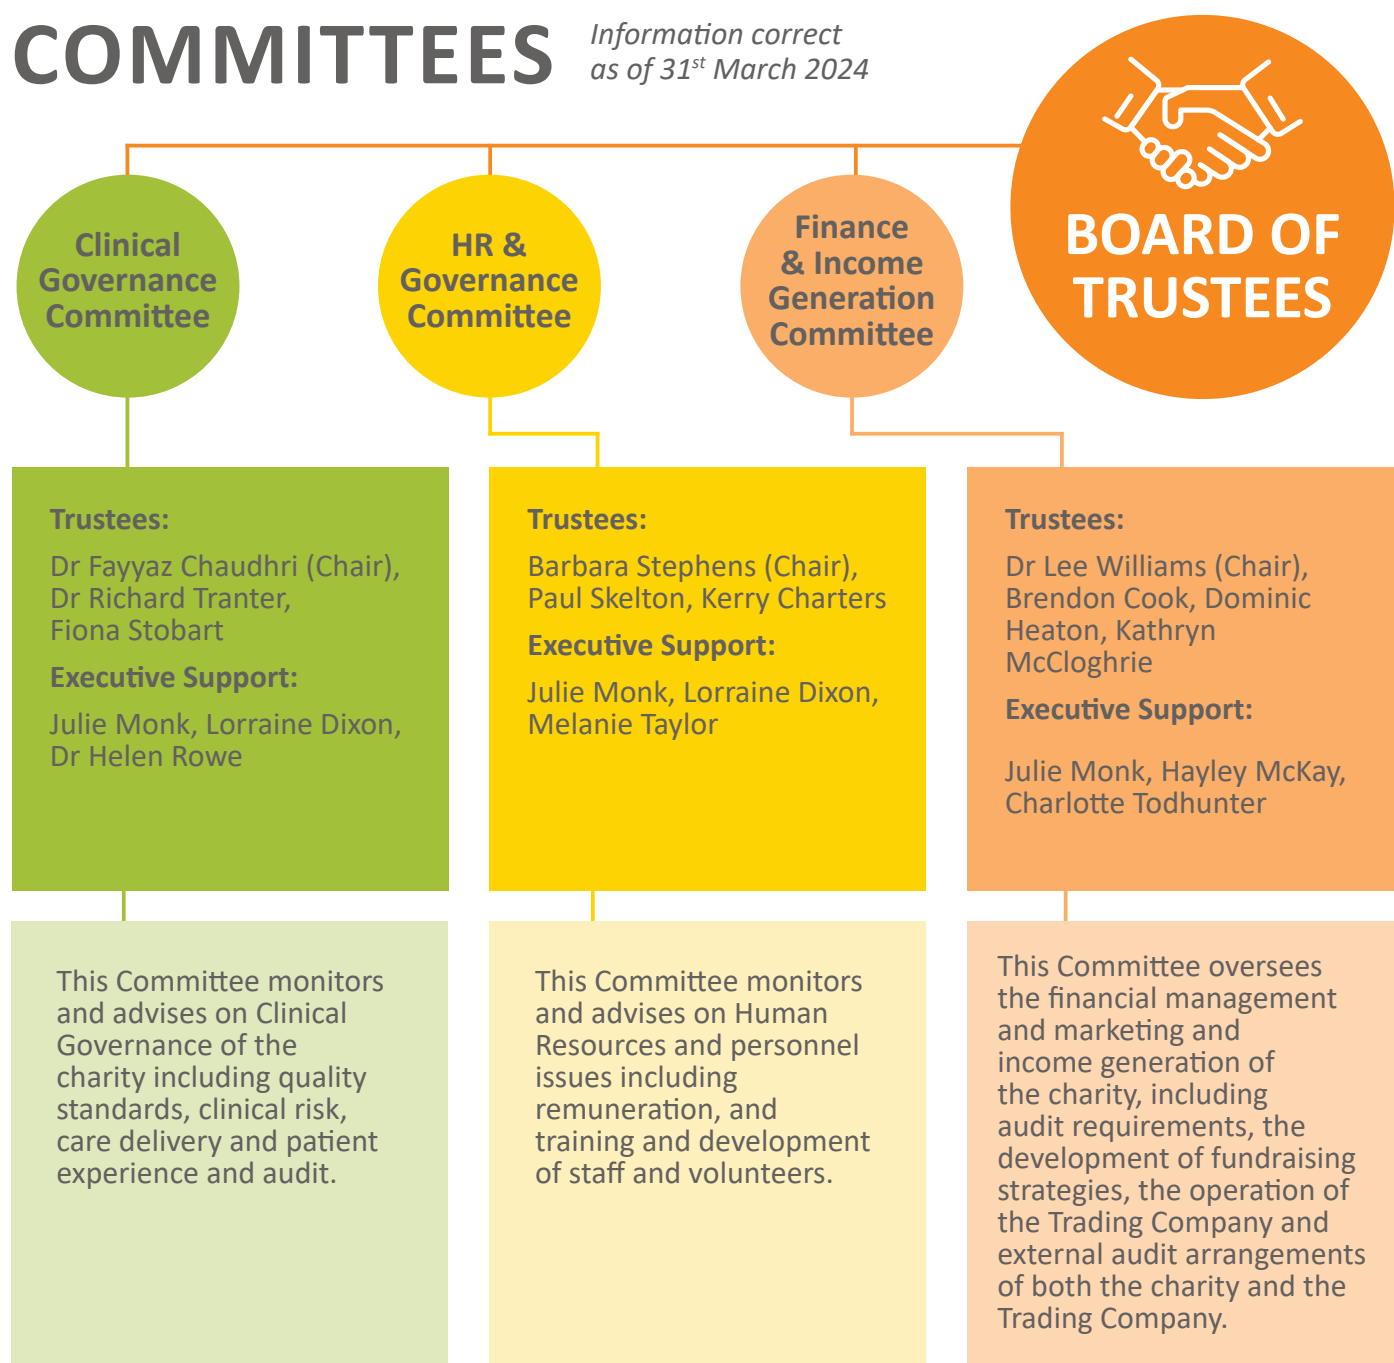 COMMITTEES
Information correct
as of 31st March 2024
BOARD OF
TRUSTEES
Clinical
Governance
Committee
HR &
Governance
Committee
Finance
& Income
Generation
Committee
Trustees:
Dr Fayyaz Chaudhri (Chair),
Dr Richard Tranter,
Fiona Stobart
Executive Support:
Julie Monk, Lorraine Dixon,
Dr Helen Rowe
Trustees:
Barbara Stephens (Chair),
Paul Skelton, Kerry Charters
Executive Support:
Julie Monk, Lorraine Dixon,
Melanie Taylor
Trustees:
Dr Lee Williams (Chair),
Brendon Cook, Dominic
Heaton, Kathryn
McCloghrie
Executive Support:
Julie Monk, Hayley McKay,
Charlotte Todhunter
This Committee monitors
and advises on Clinical
Governance of the
charity including quality
standards, clinical risk,
care delivery and patient
experience and audit.
This Committee monitors
and advises on Human
Resources and personnel
issues including
remuneration, and
training and development
of staff and volunteers.
This Committee oversees
the financial management
and marketing and
income generation of
the charity, including
audit requirements, the
development of fundraising
strategies, the operation of
the Trading Company and
external audit arrangements
of both the charity and the
Trading Company.